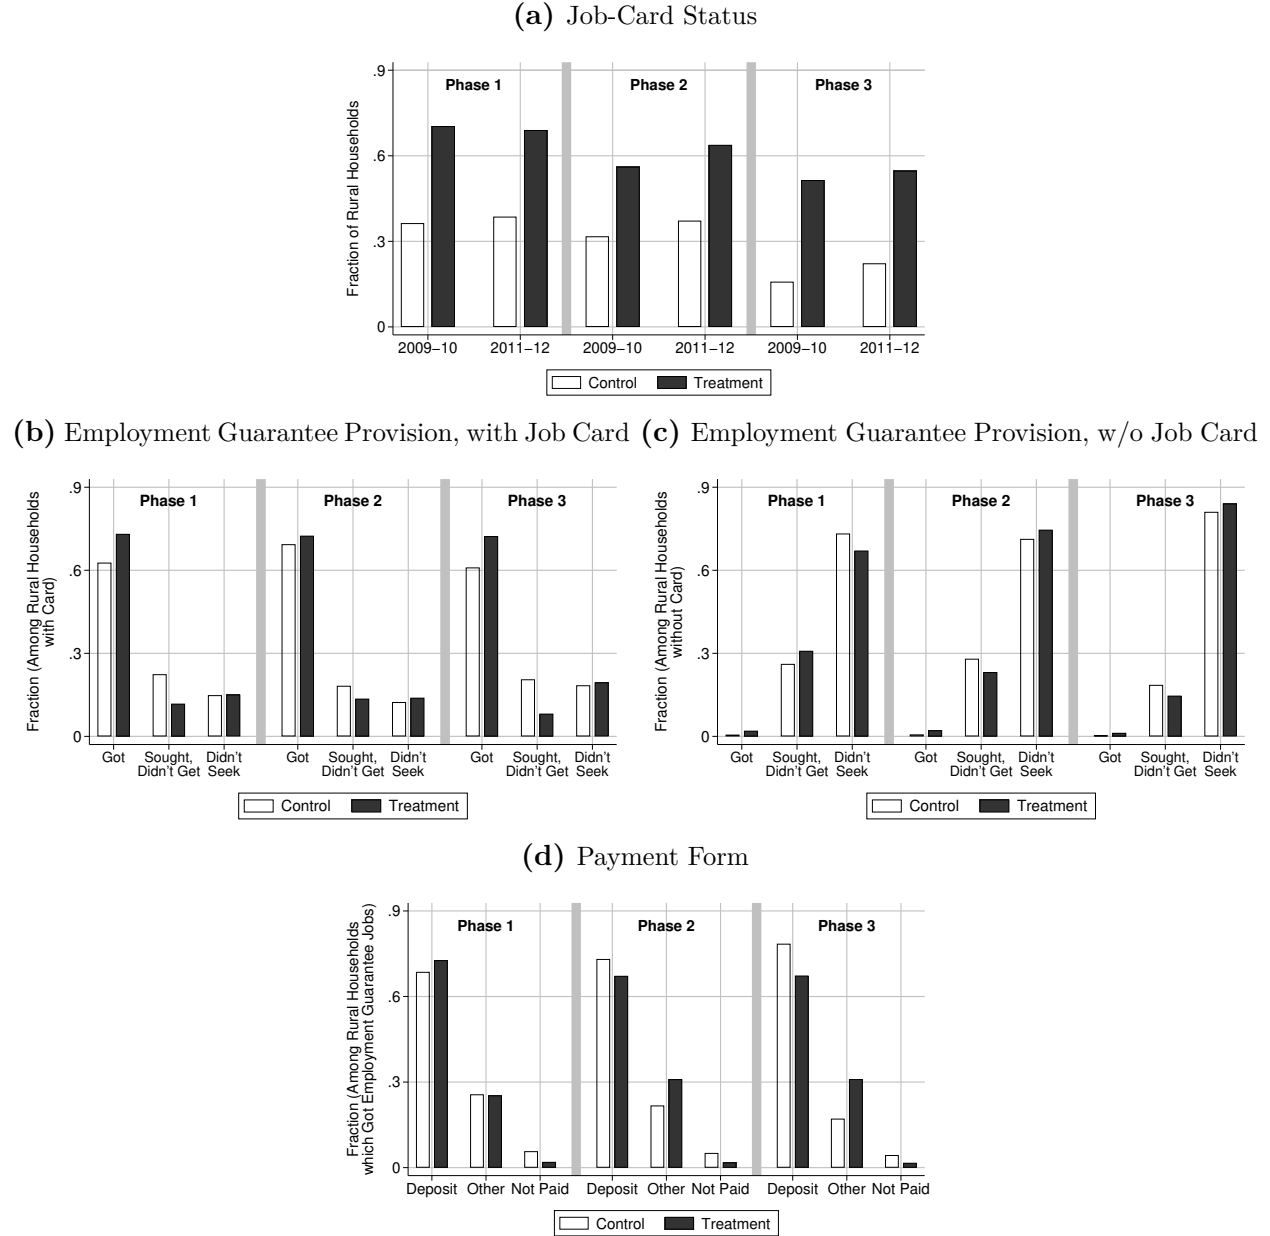 (a) Job-Card Status
Fraction of Rural Households
.9
.6
.3
0
Phase 1
Phase 2
Phase 3
2009–10
2011–12
2009–10
2011–12
2009–10
2011–12
Control
Treatment
(b) Employment Guarantee Provision, with Job Card
Fraction (Among Rural Households
with Card)
.9
.6
.3
0
Phase 1
Phase 2
Phase 3
Got
Sought,
Didn't Get
Didn't
Seek
Got
Sought,
Didn't Get
Didn't
Seek
Got
Sought,
Didn't Get
Didn't
Seek
Control
Treatment
(c) Employment Guarantee Provision, w/o Job Card
Fraction (Among Rural Households
without Card)
.9
.6
.3
0
Phase 1
Phase 2
Phase 3
Got
Sought,
Didn't Get
Didn't
Seek
Got
Sought,
Didn't Get
Didn't
Seek
Got
Sought,
Didn't Get
Didn't
Seek
Control
Treatment
(d) Payment Form
Fraction (Among Rural Households
which Got Employment Guarantee Jobs)
.9
.6
.3
0
Phase 1
Phase 2
Phase 3
Deposit
Other
Not Paid
Deposit
Other
Not Paid
Deposit
Other
Not Paid
Control
Treatment